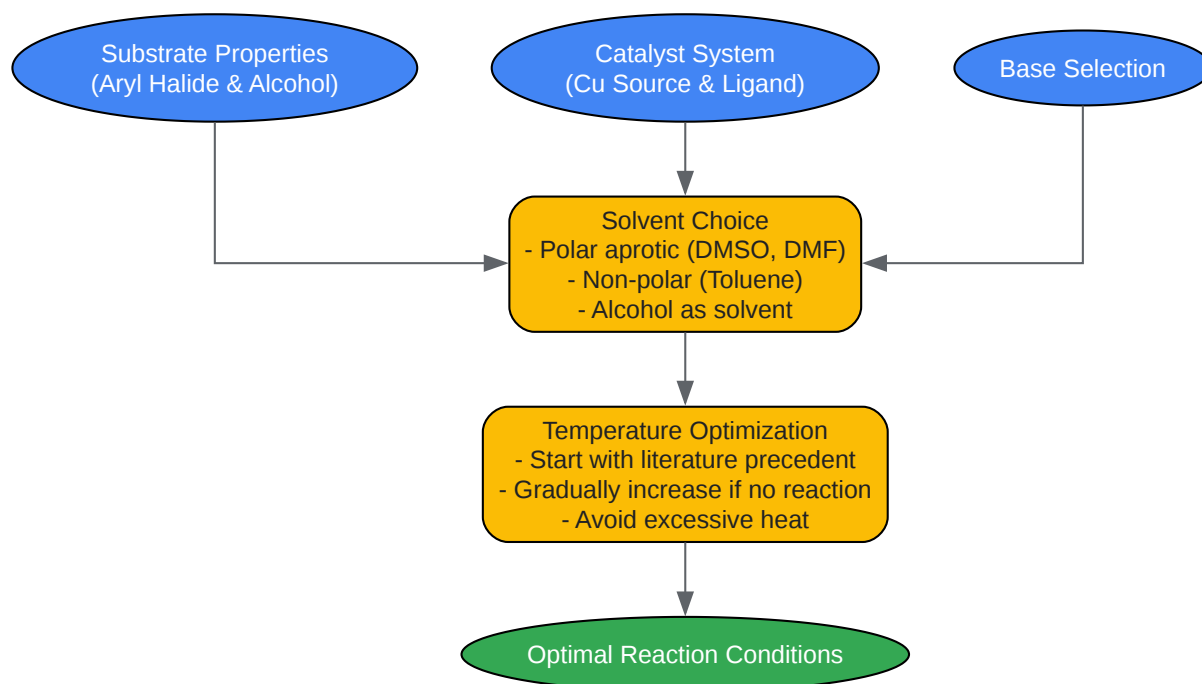 Substrate Properties
(Aryl Halide & Alcohol)
Catalyst System
(Cu Source & Ligand)
Base Selection
Solvent Choice
- Polar aprotic (DMSO, DMF)
- Non-polar (Toluene)
- Alcohol as solvent
Temperature Optimization
- Start with literature precedent
- Gradually increase if no reaction
- Avoid excessive heat
Optimal Reaction Conditions